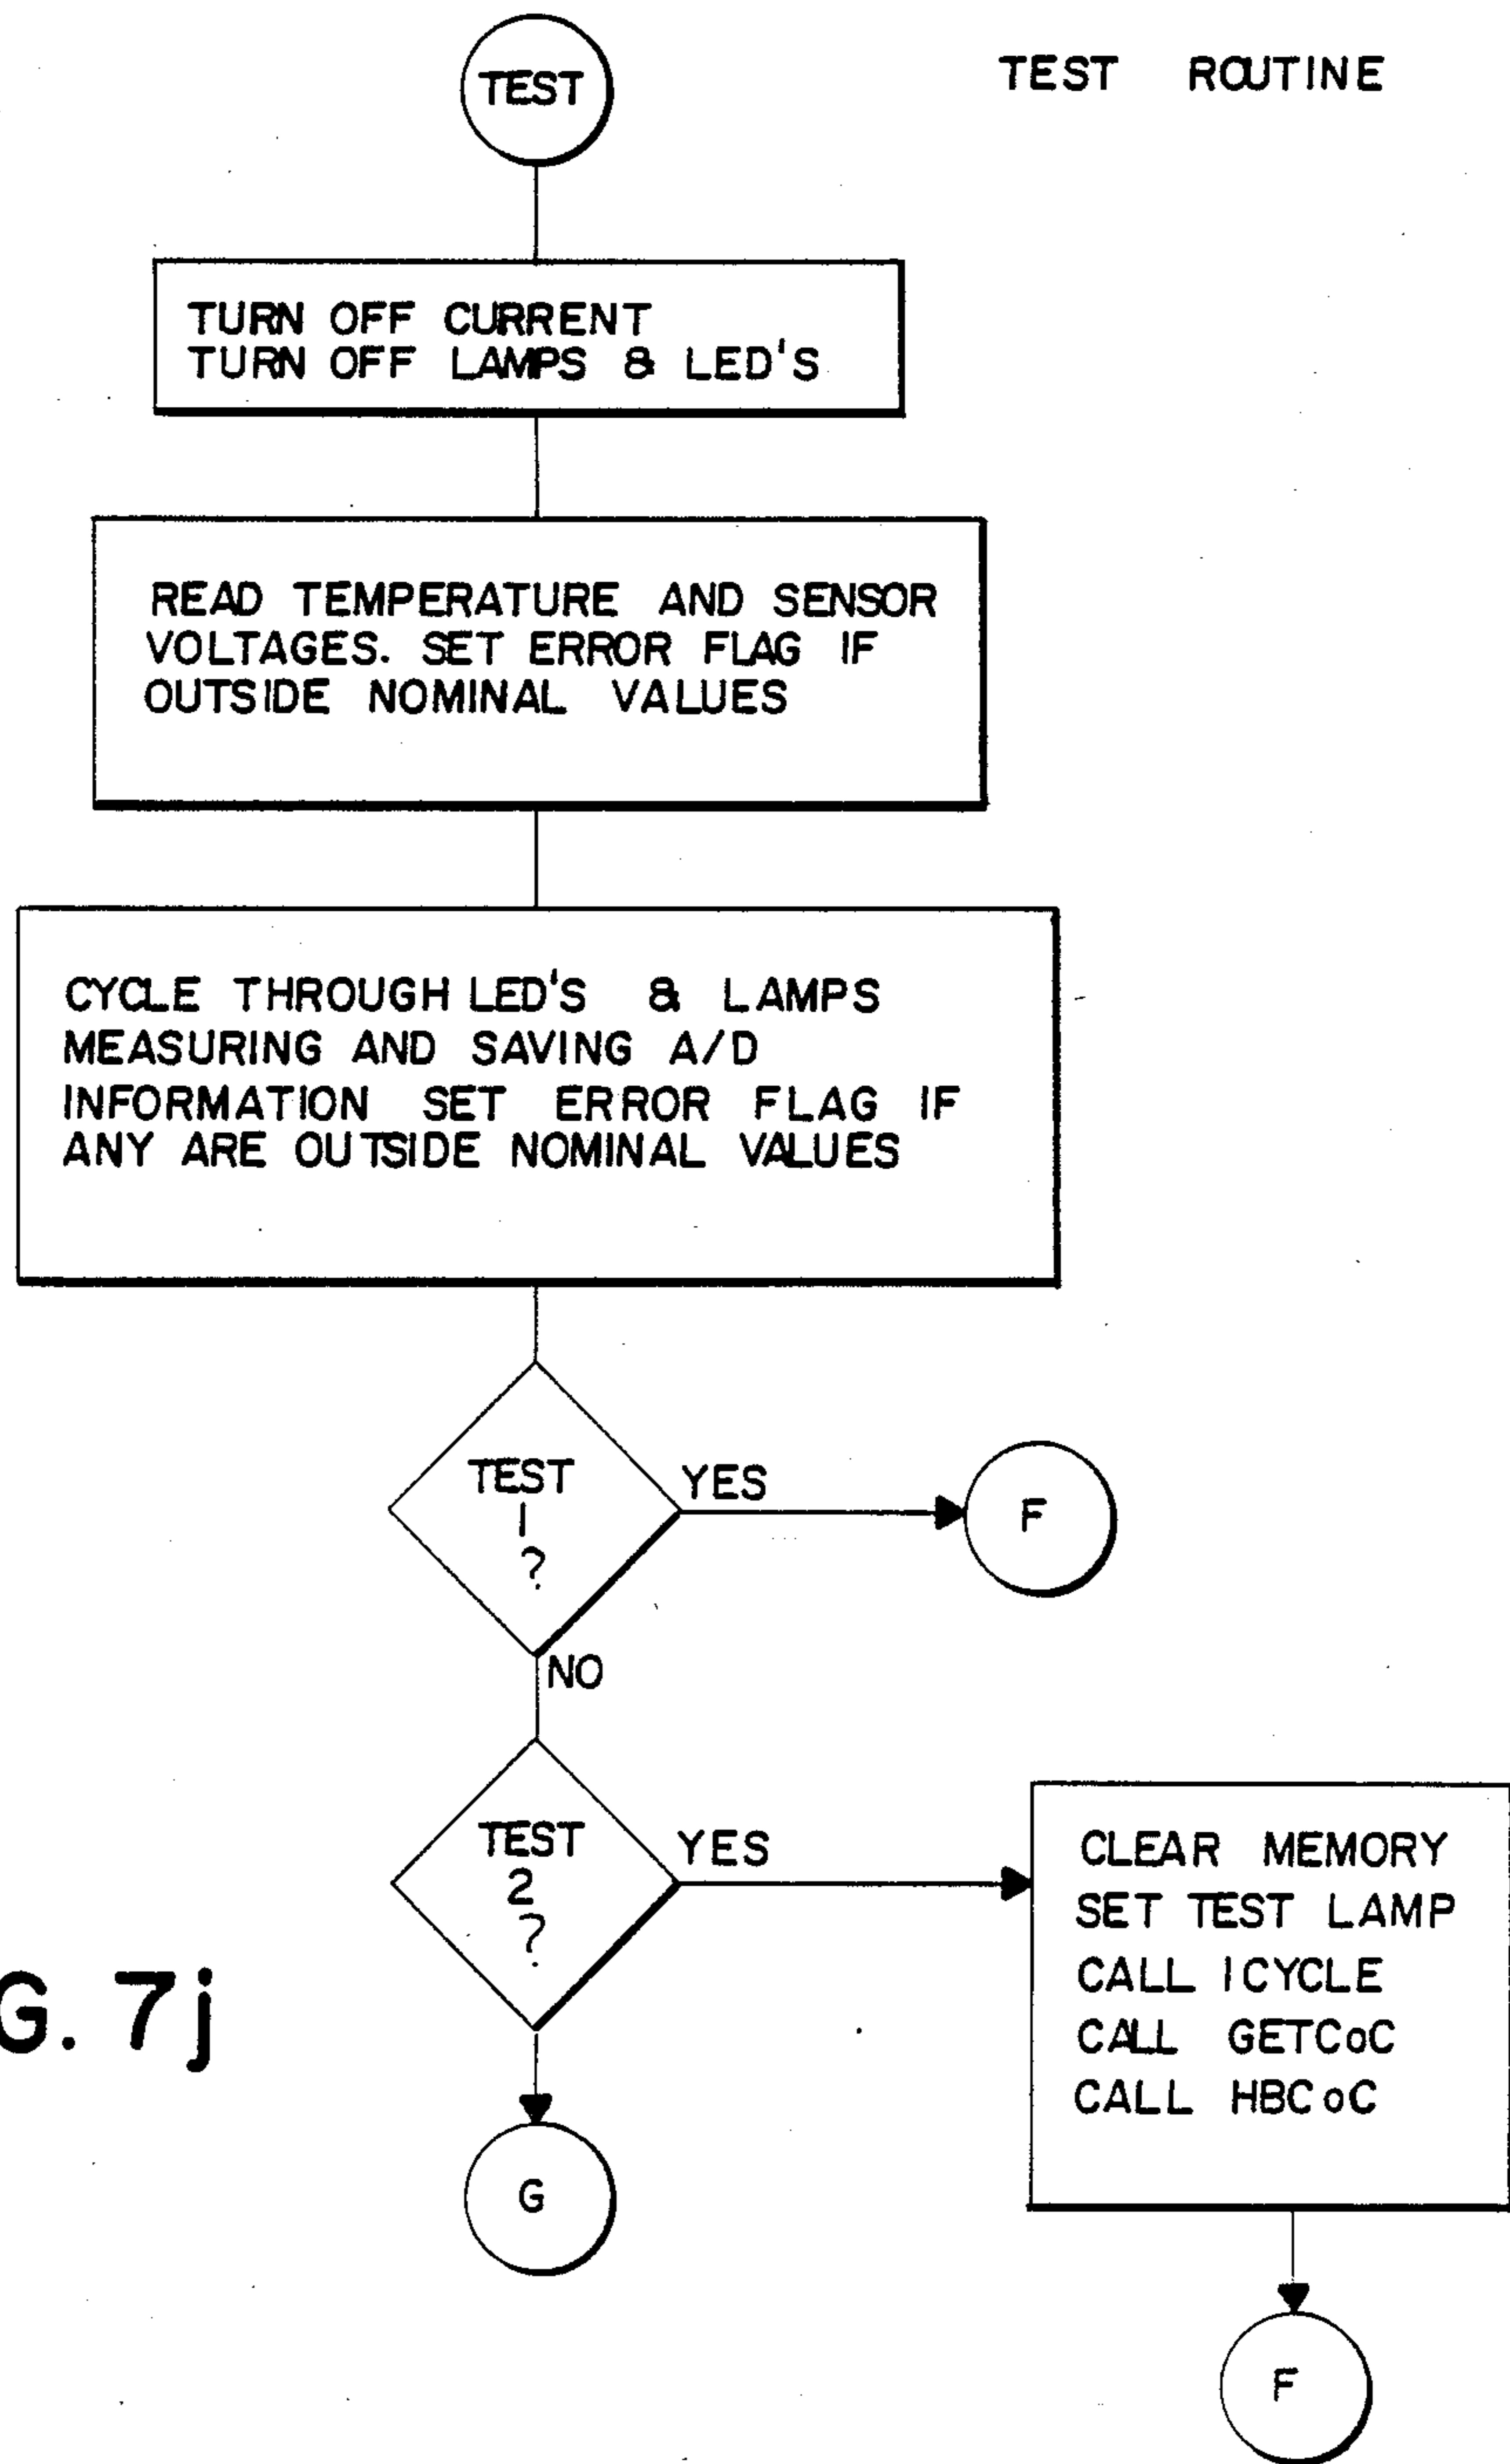 TEST
TEST ROUTINE
TURN OFF CURRENT
TURN OFF LAMPS & LED'S
READ TEMPERATURE AND SENSOR
VOLTAGES. SET ERROR FLAG IF
OUTSIDE NOMINAL VALUES
CYCLE THROUGH LED'S & LAMPS
MEASURING AND SAVING A/D
INFORMATION SET ERROR FLAG IF
ANY ARE OUTSIDE NOMINAL VALUES
TEST
1
?
YES
F
NO
TEST
2
?
YES
CLEAR MEMORY
SET TEST LAMP
CALL ICYCLE
CALL GETCoC
CALL HBCoC
G. 7j
G
F